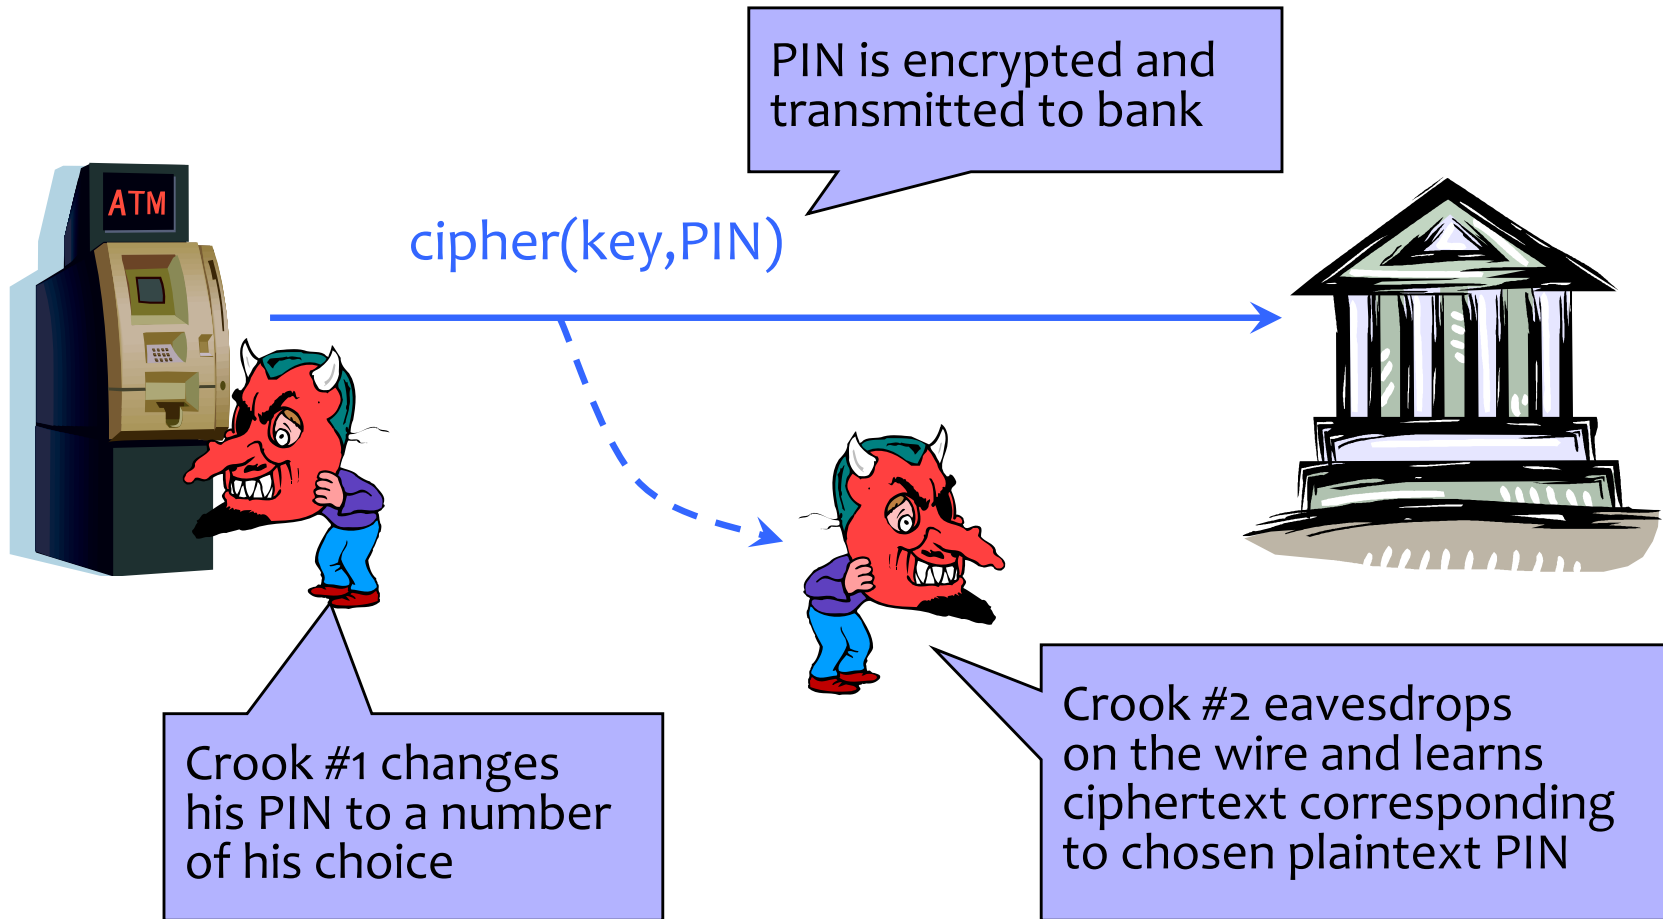 PIN is encrypted and
transmitted to bank
ATM
cipher(key,PIN)
Crook #1 changes
his PIN to a number
of his choice
Crook #2 eavesdrops
on the wire and learns
ciphertext corresponding
to chosen plaintext PIN